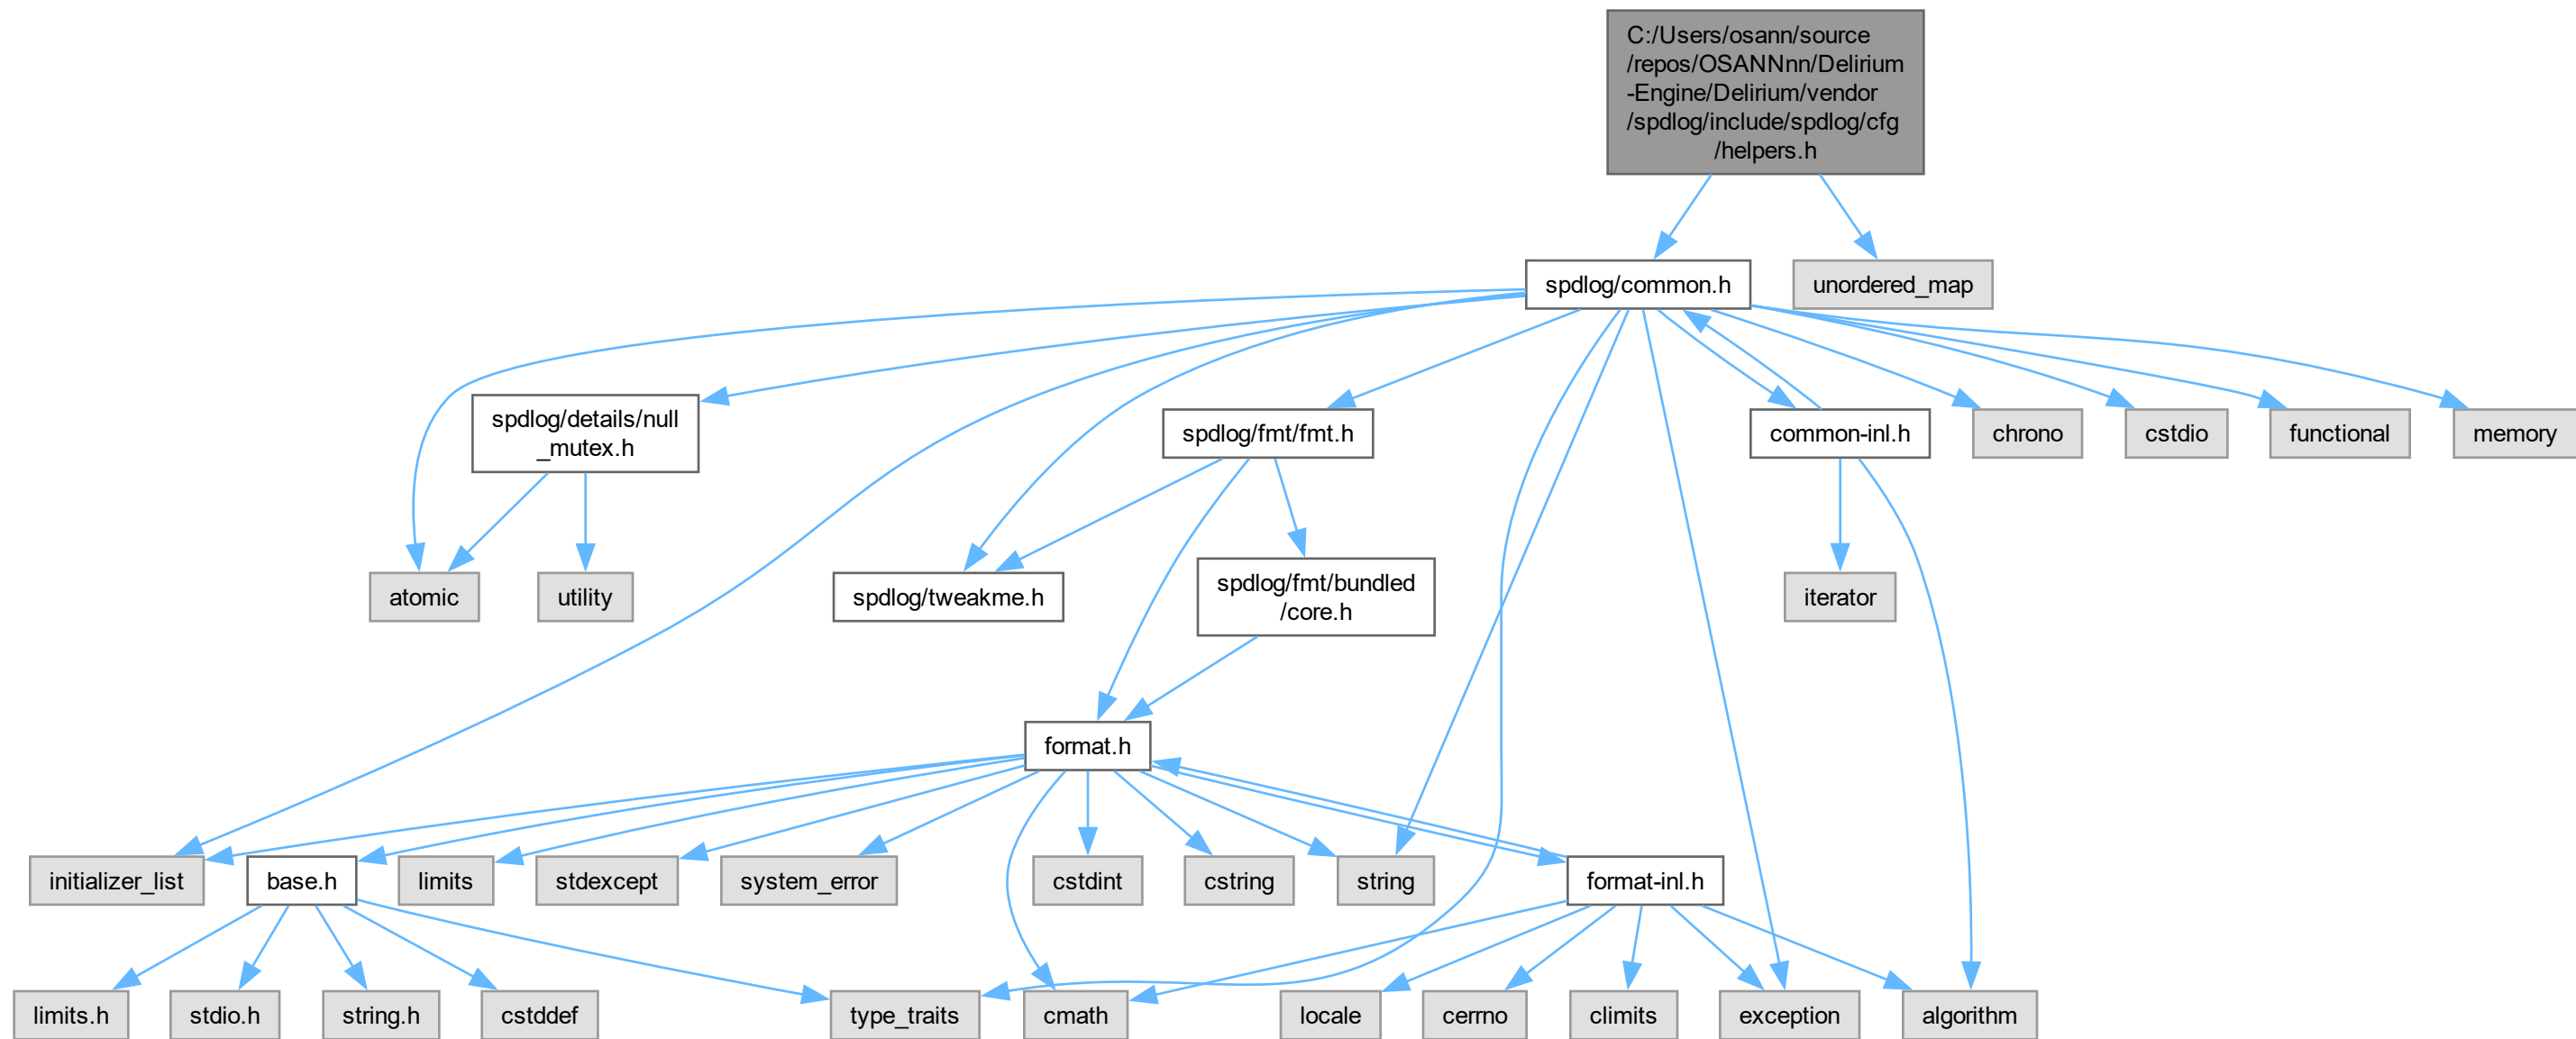 C:/Users/osann/source
/repos/OSANNnn/Delirium
-Engine/Delirium/vendor
/spdlog/include/spdlog/cfg
/helpers.h
spdlog/common.h
unordered_map
spdlog/details/null
_mutex.h
spdlog/fmt/fmt.h
common-inl.h
chrono
cstdio
functional
memory
atomic
utility
spdlog/tweakme.h
spdlog/fmt/bundled
/core.h
iterator
format.h
initializer_list
base.h
limits
stdexcept
system_error
cstdint
cstring
string
format-inl.h
limits.h
stdio.h
string.h
cstddef
type_traits
cmath
locale
cerrno
climits
exception
algorithm